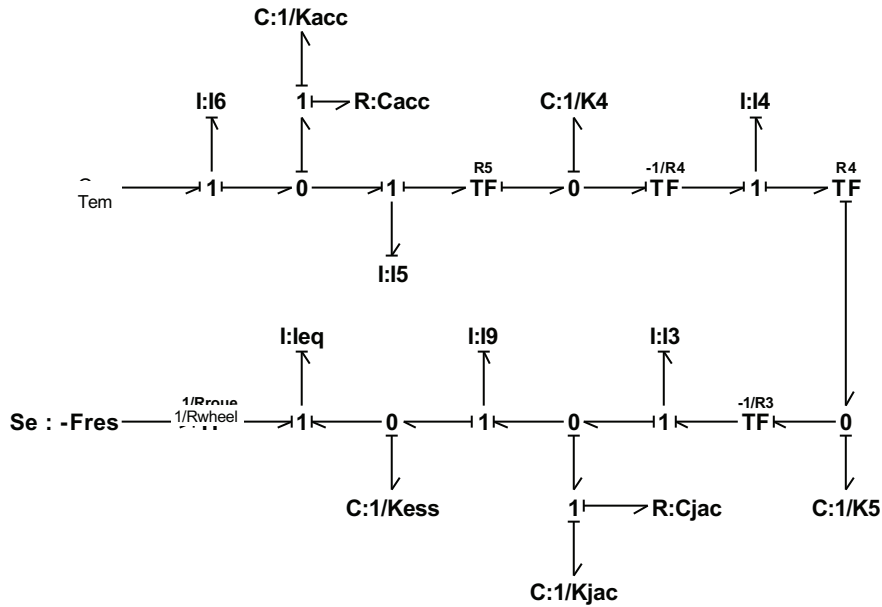 C:1/Kacc
I:I6 1 R:Cacc C:1/K4 I:I4
R5 -1/R4 R4
1 0 1 TF 0 TF 1 TF
Tem
I:I5
I:Ieq I:I9 I:I3
1/Rroue -1/R3
Se : -Fres 1/Rwheel 1 0 1 0 1 TF 0
C:1/Kess 1 R:Cjac C:1/K5
C:1/Kjac